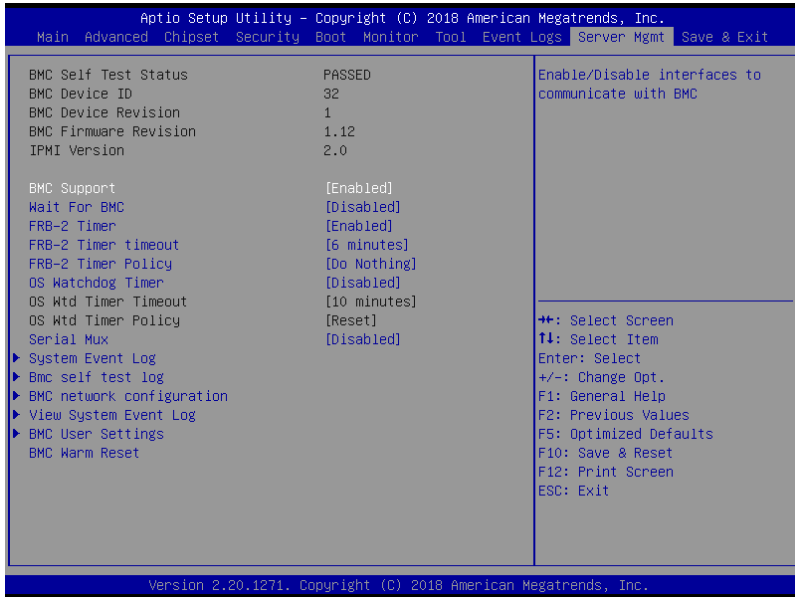 Aptio Setup Utility – Copyright (C) 2018 American Megatrends, Inc.
Main Advanced Chipset Security Boot Monitor Tool Event Logs Server Mgmt Save & Exit
BMC Self Test Status PASSED
BMC Device ID 32
BMC Device Revision 1
BMC Firmware Revision 1.12
IPMI Version 2.0
BMC Support [Enabled]
Wait For BMC [Disabled]
FRB-2 Timer [Enabled]
FRB-2 Timer timeout [6 minutes]
FRB-2 Timer Policy [Do Nothing]
OS Watchdog Timer [Disabled]
OS Wtd Timer Timeout [10 minutes]
OS Wtd Timer Policy [Reset]
Serial Mux [Disabled]
System Event Log
Bmc self test log
BMC network configuration
View System Event Log
BMC User Settings
BMC Warm Reset
Enable/Disable interfaces to
communicate with BMC
→←: Select Screen
↑↓: Select Item
Enter: Select
+/-: Change Opt.
F1: General Help
F2: Previous Values
F5: Optimized Defaults
F10: Save & Reset
F12: Print Screen
ESC: Exit
Version 2.20.1271. Copyright (C) 2018 American Megatrends, Inc.